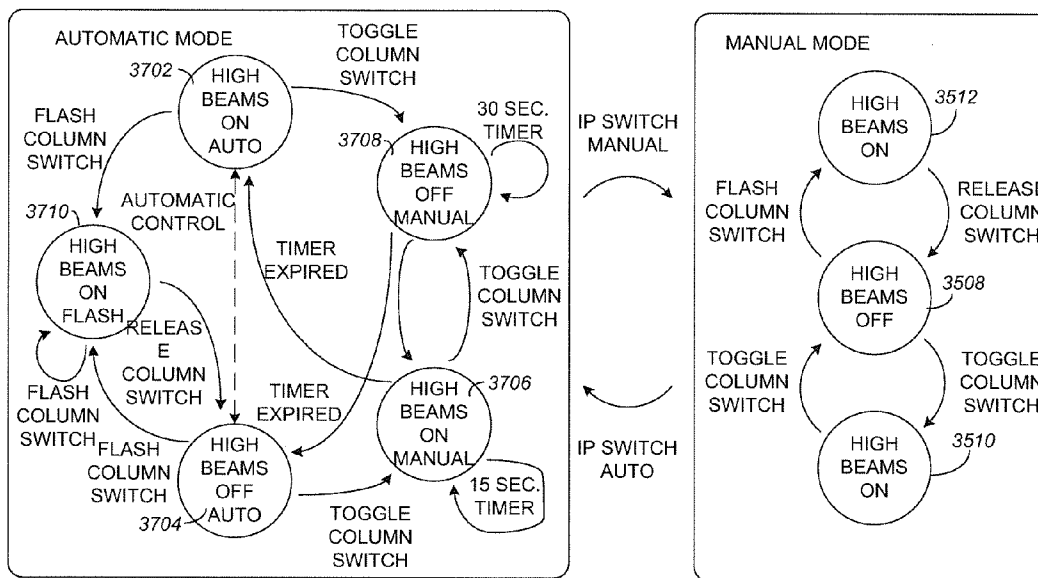 AUTOMATIC MODE
3702
HIGH
BEAMS
ON
AUTO
TOGGLE
COLUMN
SWITCH
FLASH
COLUMN
SWITCH
3708
HIGH
BEAMS
OFF
MANUAL
30 SEC.
TIMER
3710
HIGH
BEAMS
ON
FLASH
AUTOMATIC
CONTROL
TIMER
EXPIRED
TOGGLE
COLUMN
SWITCH
RELEAS
E
COLUMN
SWITCH
FLASH
COLUMN
SWITCH
FLASH
COLUMN
SWITCH
TIMER
EXPIRED
3706
HIGH
BEAMS
ON
MANUAL
HIGH
BEAMS
OFF
AUTO
3704
15 SEC.
TIMER
TOGGLE
COLUMN
SWITCH
IP SWITCH
MANUAL
IP SWITCH
AUTO
MANUAL MODE
HIGH
BEAMS
ON
3512
FLASH
COLUMN
SWITCH
RELEASE
COLUMN
SWITCH
HIGH
BEAMS
OFF
3508
TOGGLE
COLUMN
SWITCH
TOGGLE
COLUMN
SWITCH
HIGH
BEAMS
ON
3510